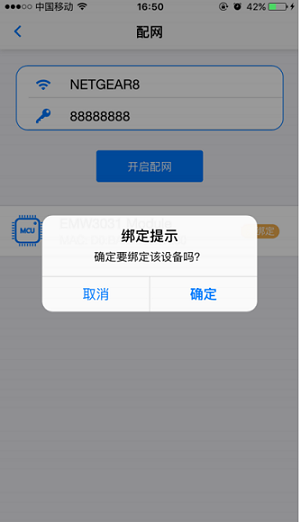 中国移动 16:50 42%
配网
NETGEAR8
88888888
开启配网
MCU
EMW3031 Module
绑定
绑定提示
确定要绑定该设备吗?
取消 确定